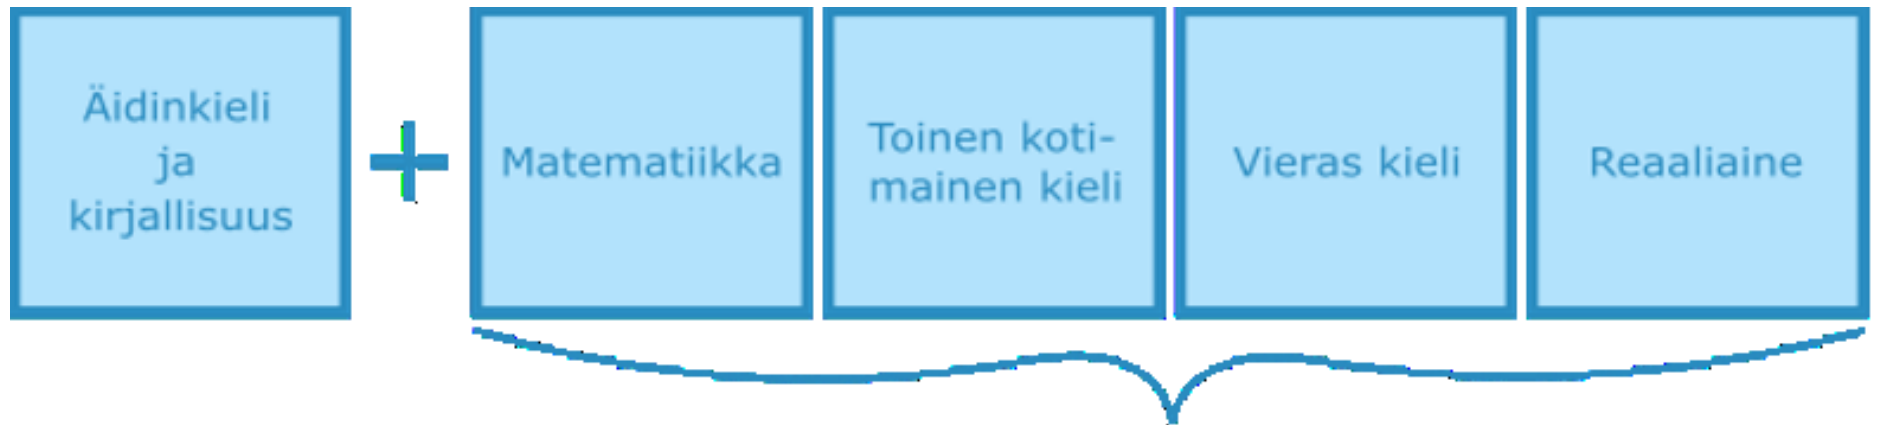 Äidinkieli
ja
kirjallisuus
+
Matematiikka
Toinen koti-
mainen kieli
Vieras kieli
Reaaliaine